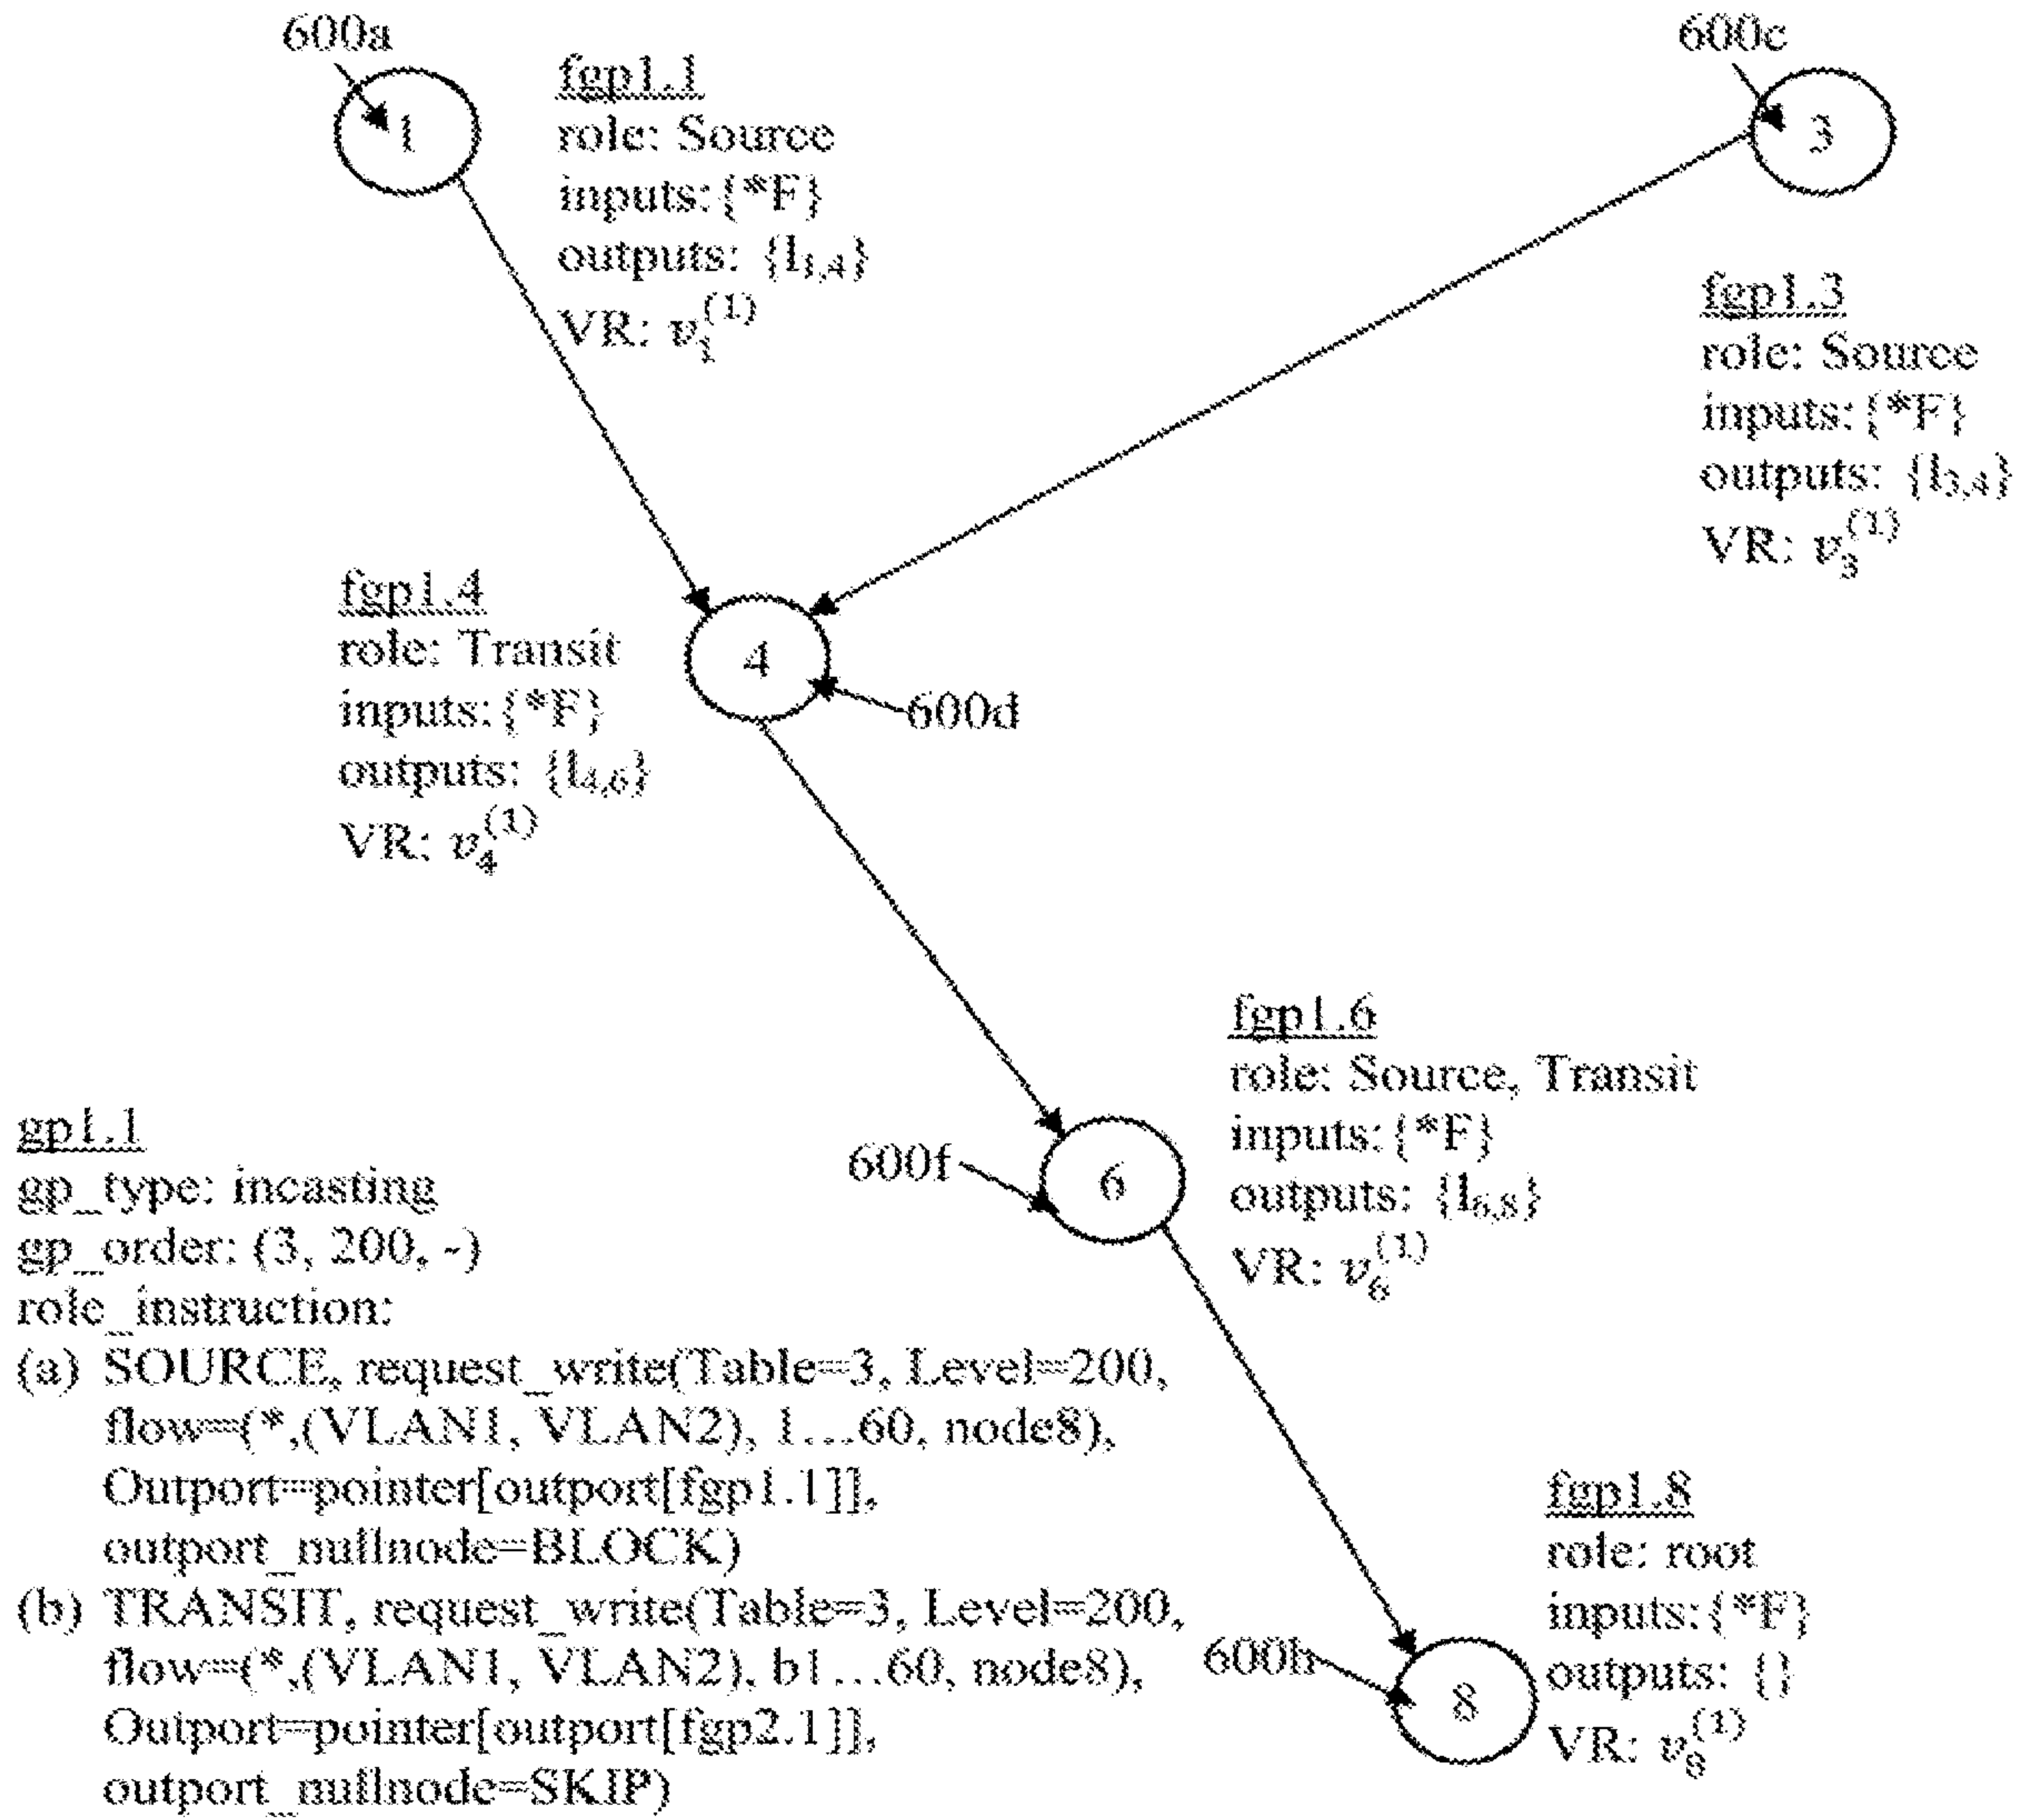 600a
1
fgp1.1
role: Source
inputs:{*F}
outputs: {l1,4}
VR: v1(1)
600c
3
fgp1.3
role: Source
inputs:{*F}
outputs: {l3,4}
VR: v3(1)
fgp1.4
role: Transit
inputs:{*F}
outputs: {l4,6}
VR: v4(1)
4
600d
fgp1.6
role: Source, Transit
inputs:{*F}
outputs: {l6,8}
VR: v6(1)
600f
6
gp1.1
gp_type: incasting
gp_order: (3, 200, -)
role_instruction:
(a) SOURCE, request_write(Table=3, Level=200,
flow=(*,(VLAN1, VLAN2), 1...60, node8),
Outport=pointer[outport[fgp1.1]],
outport_nullnode=BLOCK)
(b) TRANSIT, request_write(Table=3, Level=200,
flow=(*,(VLAN1, VLAN2), b1...60, node8),
Outport=pointer[outport[fgp2.1]],
outport_nullnode=SKIP)
fgp1.8
role: root
inputs:{*F}
outputs: {}
VR: v8(1)
600h
8